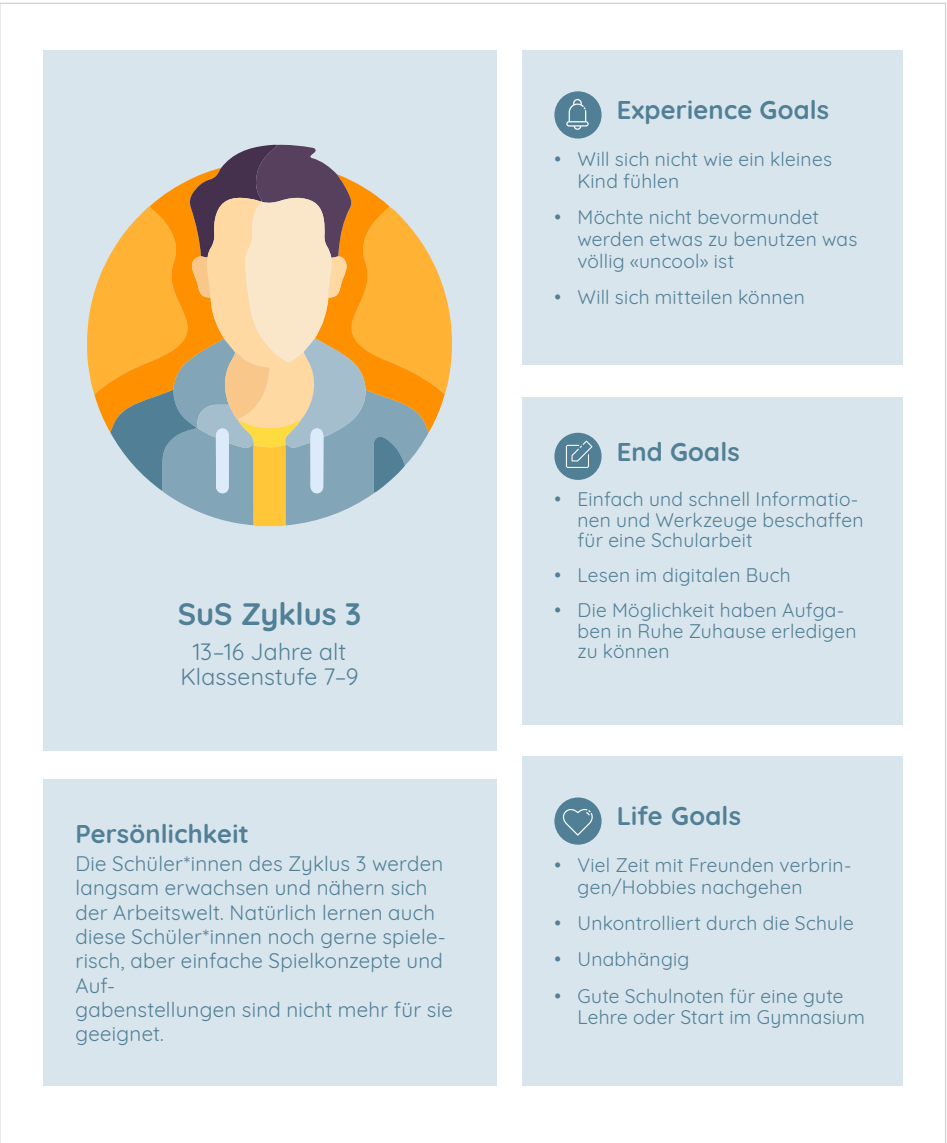 SuS Zyklus 3
13–16 Jahre alt
Klassenstufe 7–9
Persönlichkeit
Die Schüler*innen des Zyklus 3 werden
langsam erwachsen und nähern sich
der Arbeitswelt. Natürlich lernen auch
diese Schüler*innen noch gerne spiele-
risch, aber einfache Spielkonzepte und
Auf-
gabenstellungen sind nicht mehr für sie
geeignet.
Experience Goals
• Will sich nicht wie ein kleines
Kind fühlen
• Möchte nicht bevormundet
werden etwas zu benutzen was
völlig «uncool» ist
• Will sich mitteilen können
End Goals
• Einfach und schnell Informatio-
nen und Werkzeuge beschaffen
für eine Schularbeit
• Lesen im digitalen Buch
• Die Möglichkeit haben Aufga-
ben in Ruhe Zuhause erledigen
zu können
Life Goals
• Viel Zeit mit Freunden verbrin-
gen/Hobbies nachgehen
• Unkontrolliert durch die Schule
• Unabhängig
• Gute Schulnoten für eine gute
Lehre oder Start im Gymnasium